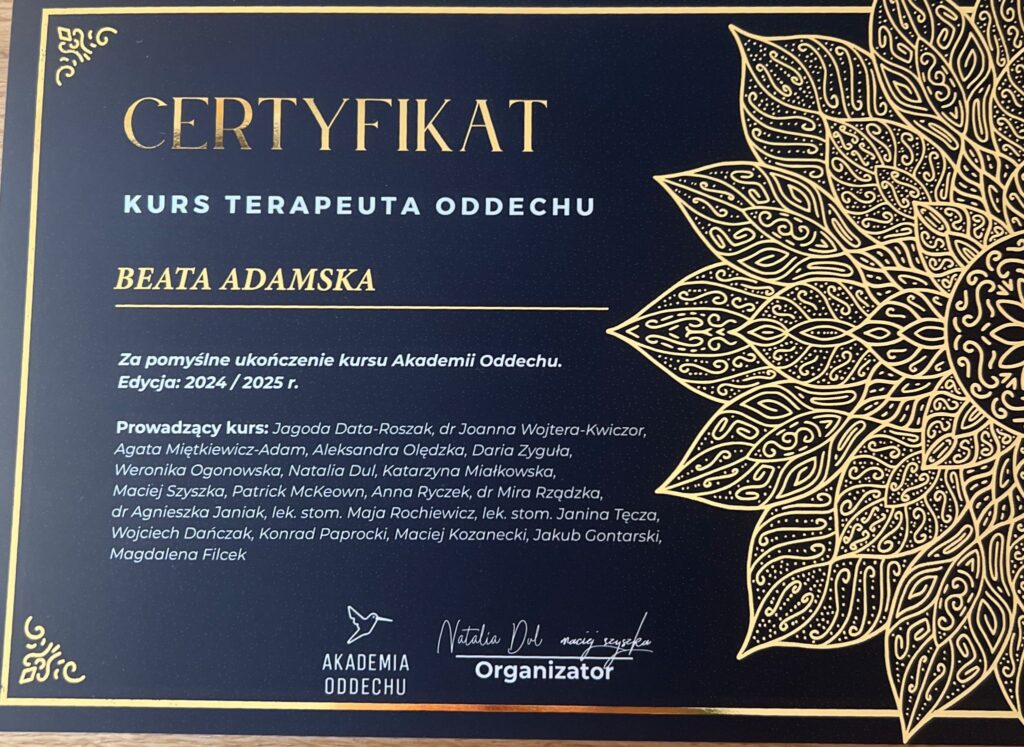 CERTYFIKAT
KURS TERAPEUTA ODDECHU
BEATA ADAMSKA
Za pomyślne ukończenie kursu Akademii Oddechu.
Edycja: 2024 / 2025 r.
Prowadzący kurs: Jagoda Data-Roszak, dr Joanna Wojtera-Kwiczor,
Agata Miętkiewicz-Adam, Aleksandra Olędzka, Daria Zyguła,
Weronika Ogonowska, Natalia Dul, Katarzyna Miałkowska,
Maciej Szyszka, Patrick McKeown, Anna Ryczek, dr Mira Rządzka,
dr Agnieszka Janiak, lek. stom. Maja Rochiewicz, lek. stom. Janina Tęcza,
Wojciech Dańczak, Konrad Paprocki, Maciej Kozanecki, Jakub Gontarski,
Magdalena Filcek
AKADEMIA
ODDECHU
Natalia Dul maciej szyszka
Organizator